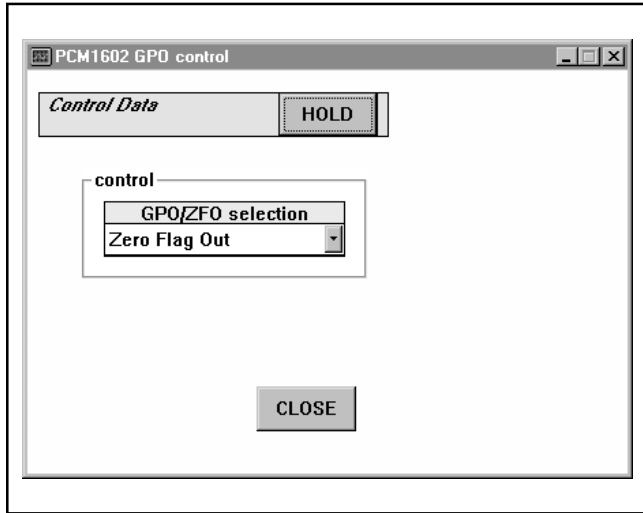 PCM1602 GPO control
Control Data
HOLD
control
GPO/ZFO selection
Zero Flag Out
CLOSE